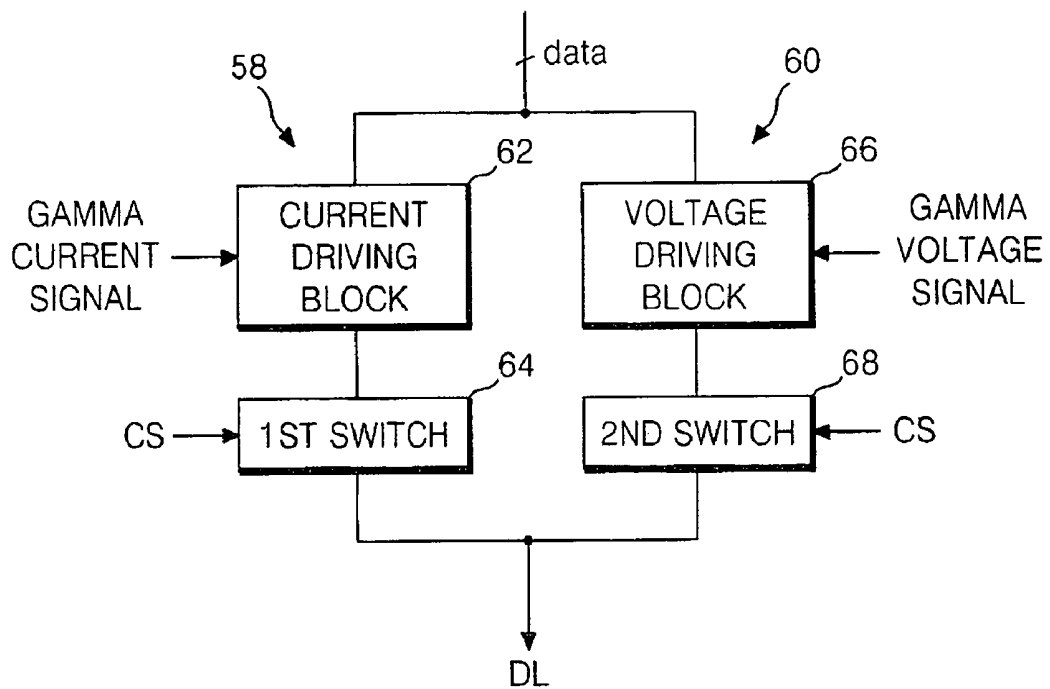 data
58
60
62
66
GAMMA
CURRENT
SIGNAL
CURRENT
DRIVING
BLOCK
VOLTAGE
DRIVING
BLOCK
GAMMA
VOLTAGE
SIGNAL
64
68
CS
1ST SWITCH
2ND SWITCH
CS
DL